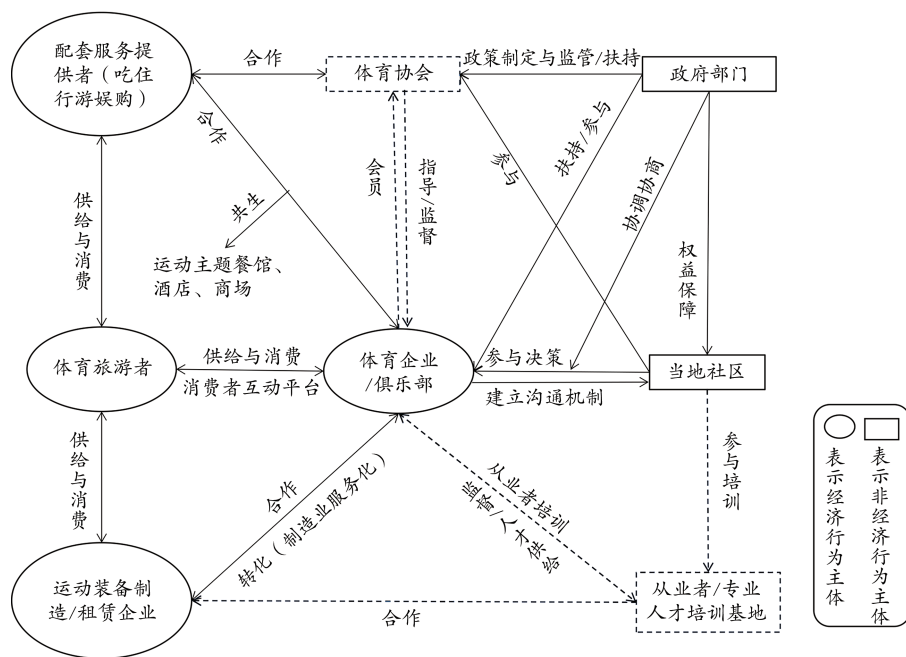 配套服务提
供者（吃住
行游娱购）
合作
体育协会
政策制定与监管/扶持
政府部门
合作
共生
运动主题餐馆、
酒店、商场
会员
指导/监督
参与
扶持/参与
协调协商
权益保障
供给与消费
体育旅游者
供给与消费
消费者互动平台
体育企业
/俱乐部
参与决策
建立沟通机制
当地社区
供给与消费
合作
转化（制造业服务化）
从业者培训
监督/人才供给
参与培训
运动装备制
造/租赁企业
合作
从业者/专业
人才培训基地
表示经济行为主体
表示非经济行为主体